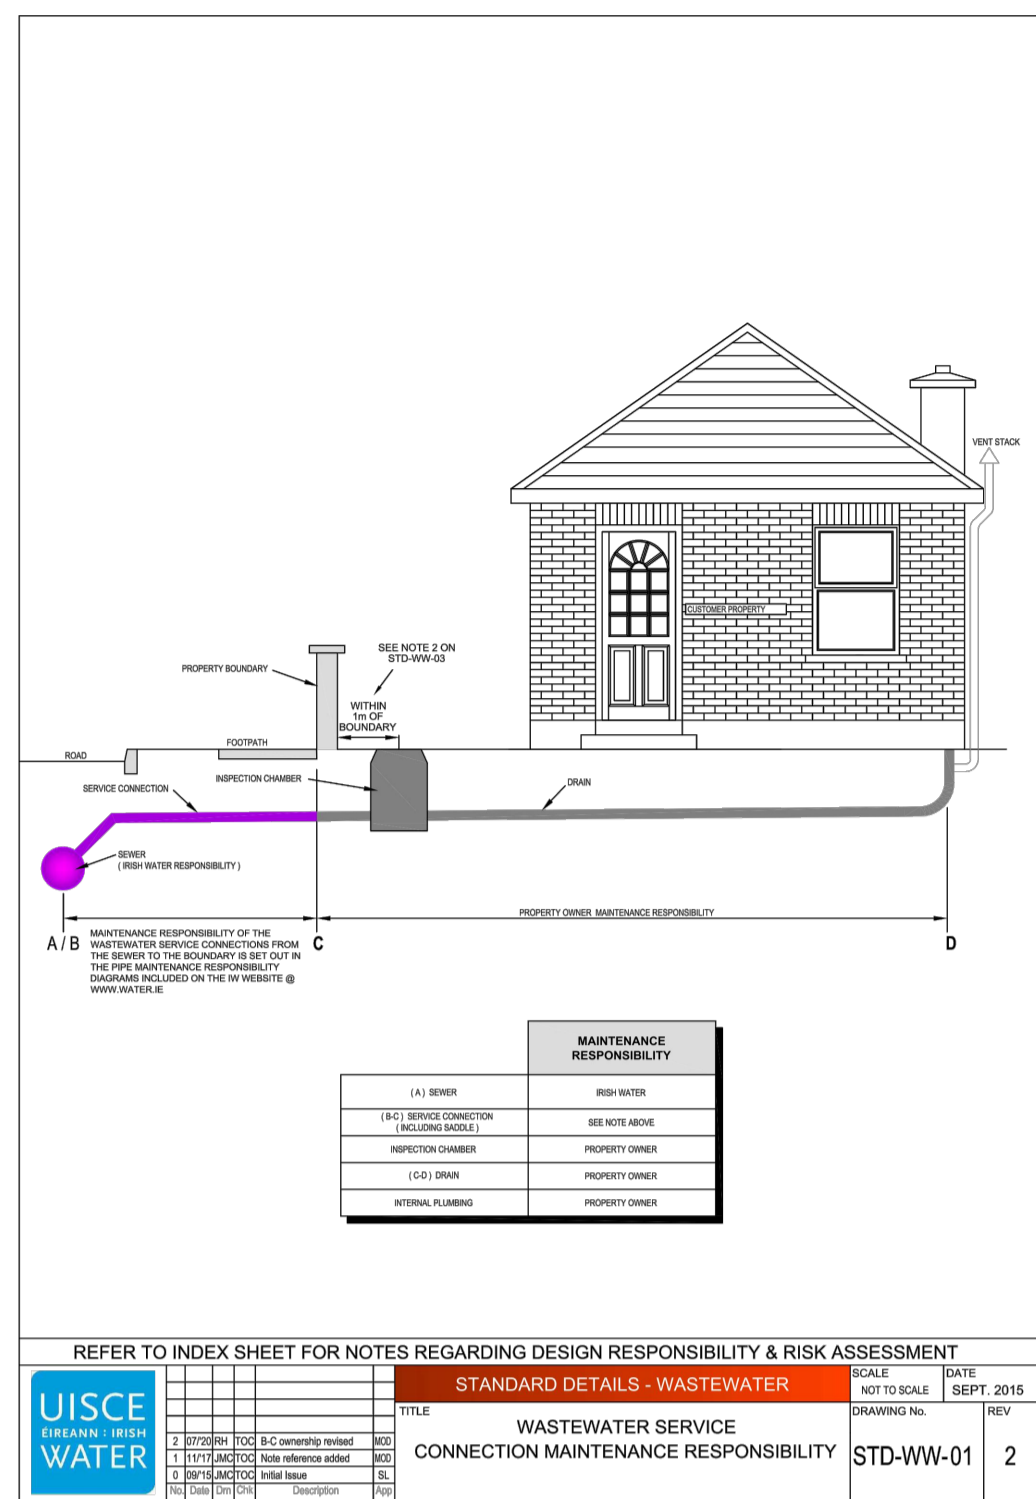 VENT STACK
CUSTOMER PROPERTY
SEE NOTE 2 ON
STD-WW-03
PROPERTY BOUNDARY
WITHIN
1m OF
BOUNDARY
FOOTPATH
ROAD
INSPECTION CHAMBER
DRAIN
SERVICE CONNECTION
SEWER
( IRISH WATER RESPONSIBILITY )
PROPERTY OWNER MAINTENANCE RESPONSIBILITY
A / B
C
D
MAINTENANCE RESPONSIBILITY OF THE
WASTEWATER SERVICE CONNECTIONS FROM
THE SEWER TO THE BOUNDARY IS SET OUT IN
THE PIPE MAINTENANCE RESPONSIBILITY
DIAGRAMS INCLUDED ON THE IW WEBSITE @
WWW.WATER.IE
MAINTENANCE
RESPONSIBILITY
( A ) SEWER IRISH WATER
( B-C ) SERVICE CONNECTION
( INCLUDING SADDLE ) SEE NOTE ABOVE
INSPECTION CHAMBER PROPERTY OWNER
( C-D ) DRAIN PROPERTY OWNER
INTERNAL PLUMBING PROPERTY OWNER
REFER TO INDEX SHEET FOR NOTES REGARDING DESIGN RESPONSIBILITY & RISK ASSESSMENT
UISCE
ÉIREANN : IRISH
WATER
2 07/'20 RH TOC B-C ownership revised MOD
1 11/'17 JMC TOC Note reference added MOD
0 09/'15 JMC TOC Initial Issue SL
No. Date Drn Chk Description App
STANDARD DETAILS - WASTEWATER
TITLE
WASTEWATER SERVICE
CONNECTION MAINTENANCE RESPONSIBILITY
SCALE
NOT TO SCALE
DATE
SEPT. 2015
DRAWING No.
STD-WW-01
REV
2